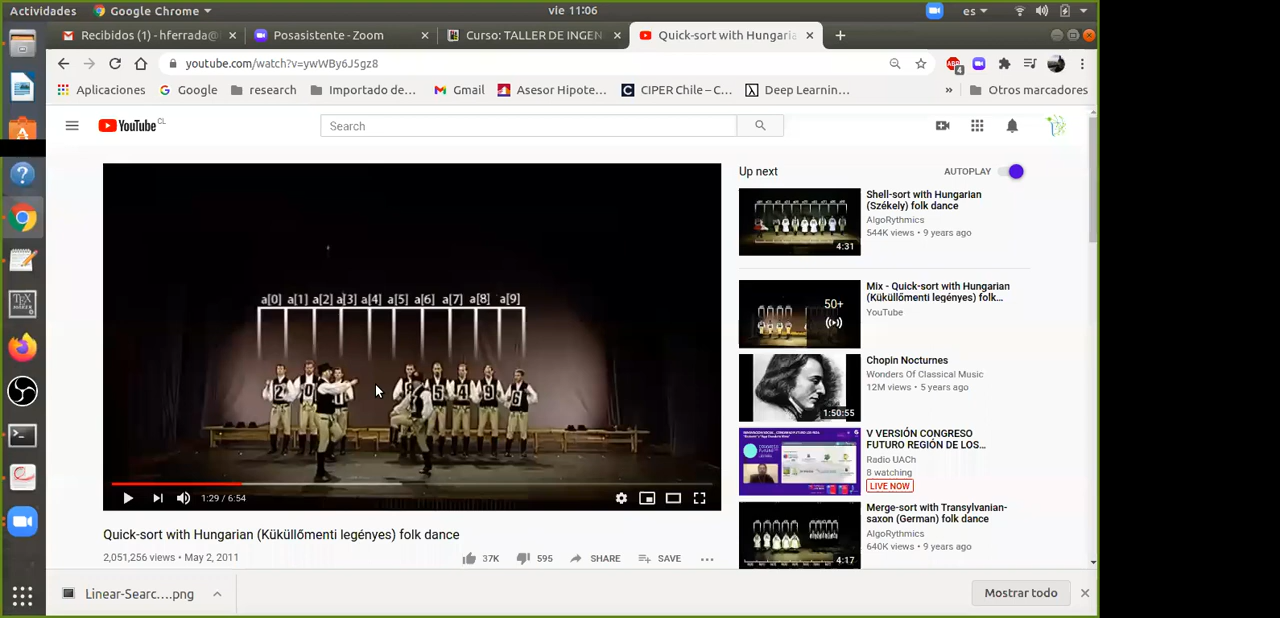 Actividades
Google Chrome
vie 11:06
es
Recibidos (1) - hferrada@
Posasistente - Zoom
Curso: TALLER DE INGEN
Quick-sort with Hungaria
youtube.com/watch?v=ywWBy6J5gz8
ABP
4
Aplicaciones
Google
research
Importado de...
Gmail
Asesor Hipote...
CIPER Chile – C...
Deep Learnin...
»
Otros marcadores
YouTube CL
Search
Up next
AUTOPLAY
a[0] a[1] a[2] a[3] a[4] a[5] a[6] a[7] a[8] a[9]
1:29 / 6:54
Shell-sort with Hungarian
(Székely) folk dance
AlgoRythmics
544K views • 9 years ago
4:31
Mix - Quick-sort with Hungarian
(Küküllőmenti legényes) folk...
YouTube
50+
Chopin Nocturnes
Wonders Of Classical Music
12M views • 5 years ago
1:50:55
V VERSIÓN CONGRESO
FUTURO REGIÓN DE LOS...
Radio UACh
8 watching
LIVE NOW
Merge-sort with Transylvanian-
saxon (German) folk dance
AlgoRythmics
640K views • 9 years ago
4:17
Quick-sort with Hungarian (Küküllőmenti legényes) folk dance
2,051,256 views • May 2, 2011
37K
595
SHARE
SAVE
Linear-Searc....png
Mostrar todo